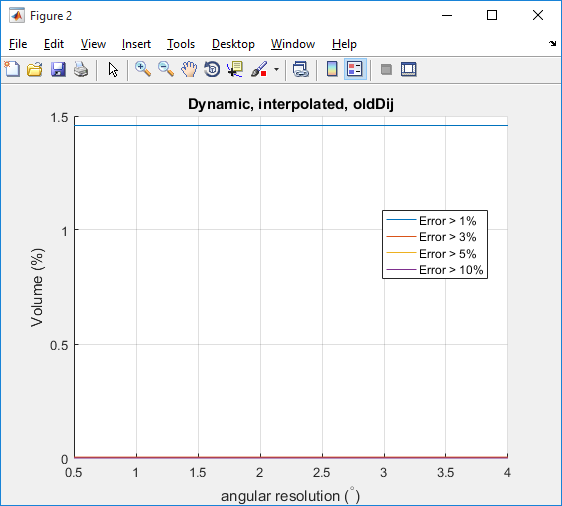 Figure 2
File Edit View Insert Tools Desktop Window Help
Dynamic, interpolated, oldDij
1.5
1
0.5
0
Volume (%)
Error > 1%
Error > 3%
Error > 5%
Error > 10%
0.5 1 1.5 2 2.5 3 3.5 4
angular resolution (°)